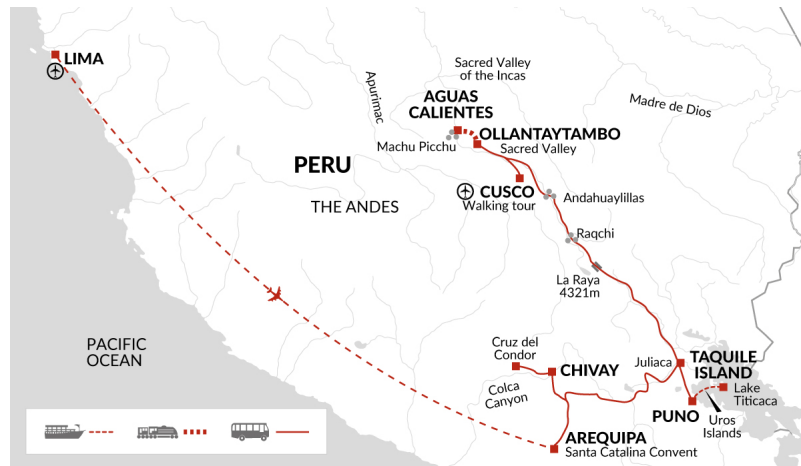 LIMA
Apurimac
Sacred Valley
of the Incas
AGUAS
CALIENTES
Madre de Dios
OLLANTAYTAMBO
Machu Picchu
Sacred Valley
PERU
CUSCO
Walking tour
Andahuaylillas
THE ANDES
Raqchi
La Raya
4321m
PACIFIC
OCEAN
Cruz del
Condor
CHIVAY
Juliaca
TAQUILE
ISLAND
Lake
Titicaca
Colca
Canyon
PUNO
Uros
Islands
AREQUIPA
Santa Catalina Convent